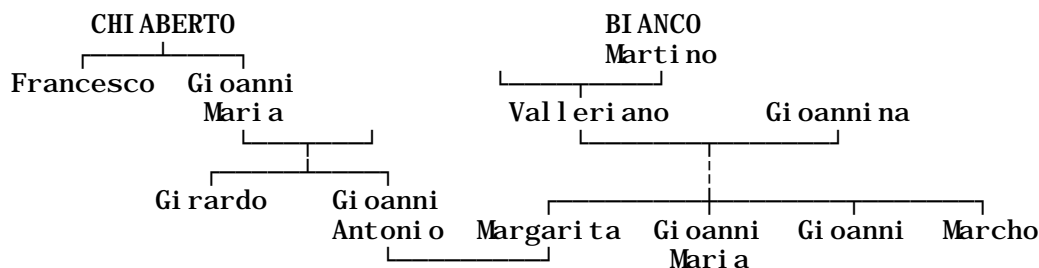 CHIABERTO BIANCO
Martino
Francesco Gioanni
Maria Valleriano Gioannina
Girardo Gioanni
Antonio Margarita Gioanni Gioanni Marcho
Maria